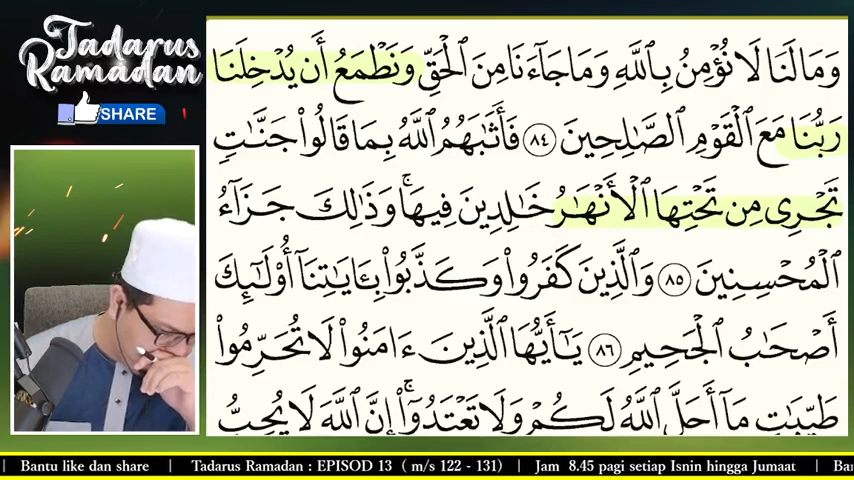 Tadarus
Ramadan
SHARE
وَمَا لَنَا لَا نُؤْمِنُ بِٱللَّهِ وَمَا جَآءَنَا مِنَ ٱلْحَقِّ وَنَطْمَعُ أَن يُدْخِلَنَا
رَبُّنَا مَعَ ٱلْقَوْمِ ٱلصَّٰلِحِينَ ٨٤ فَأَثَٰبَهُمُ ٱللَّهُ بِمَا قَالُوا۟ جَنَّٰتٍ
تَجْرِى مِن تَحْتِهَا ٱلْأَنْهَٰرُ خَٰلِدِينَ فِيهَا ۚ وَذَٰلِكَ جَزَآءُ
ٱلْمُحْسِنِينَ ٨٥ وَٱلَّذِينَ كَفَرُوا۟ وَكَذَّبُوا۟ بِـَٔايَٰتِنَآ أُو۟لَٰٓئِكَ
أَصْحَٰبُ ٱلْجَحِيمِ ٨٦ يَٰٓأَيُّهَا ٱلَّذِينَ ءَامَنُوا۟ لَا تُحَرِّمُوا۟
طَيِّبَٰتِ مَآ أَحَلَّ ٱللَّهُ لَكُمْ وَلَا تَعْتَدُوٓا۟ ۚ إِنَّ ٱللَّهَ لَا يُحِبُّ
| Bantu like dan share | Tadarus Ramadan : EPISOD 13 ( m/s 122 - 131) | Jam 8.45 pagi setiap Isnin hingga Jumaat |